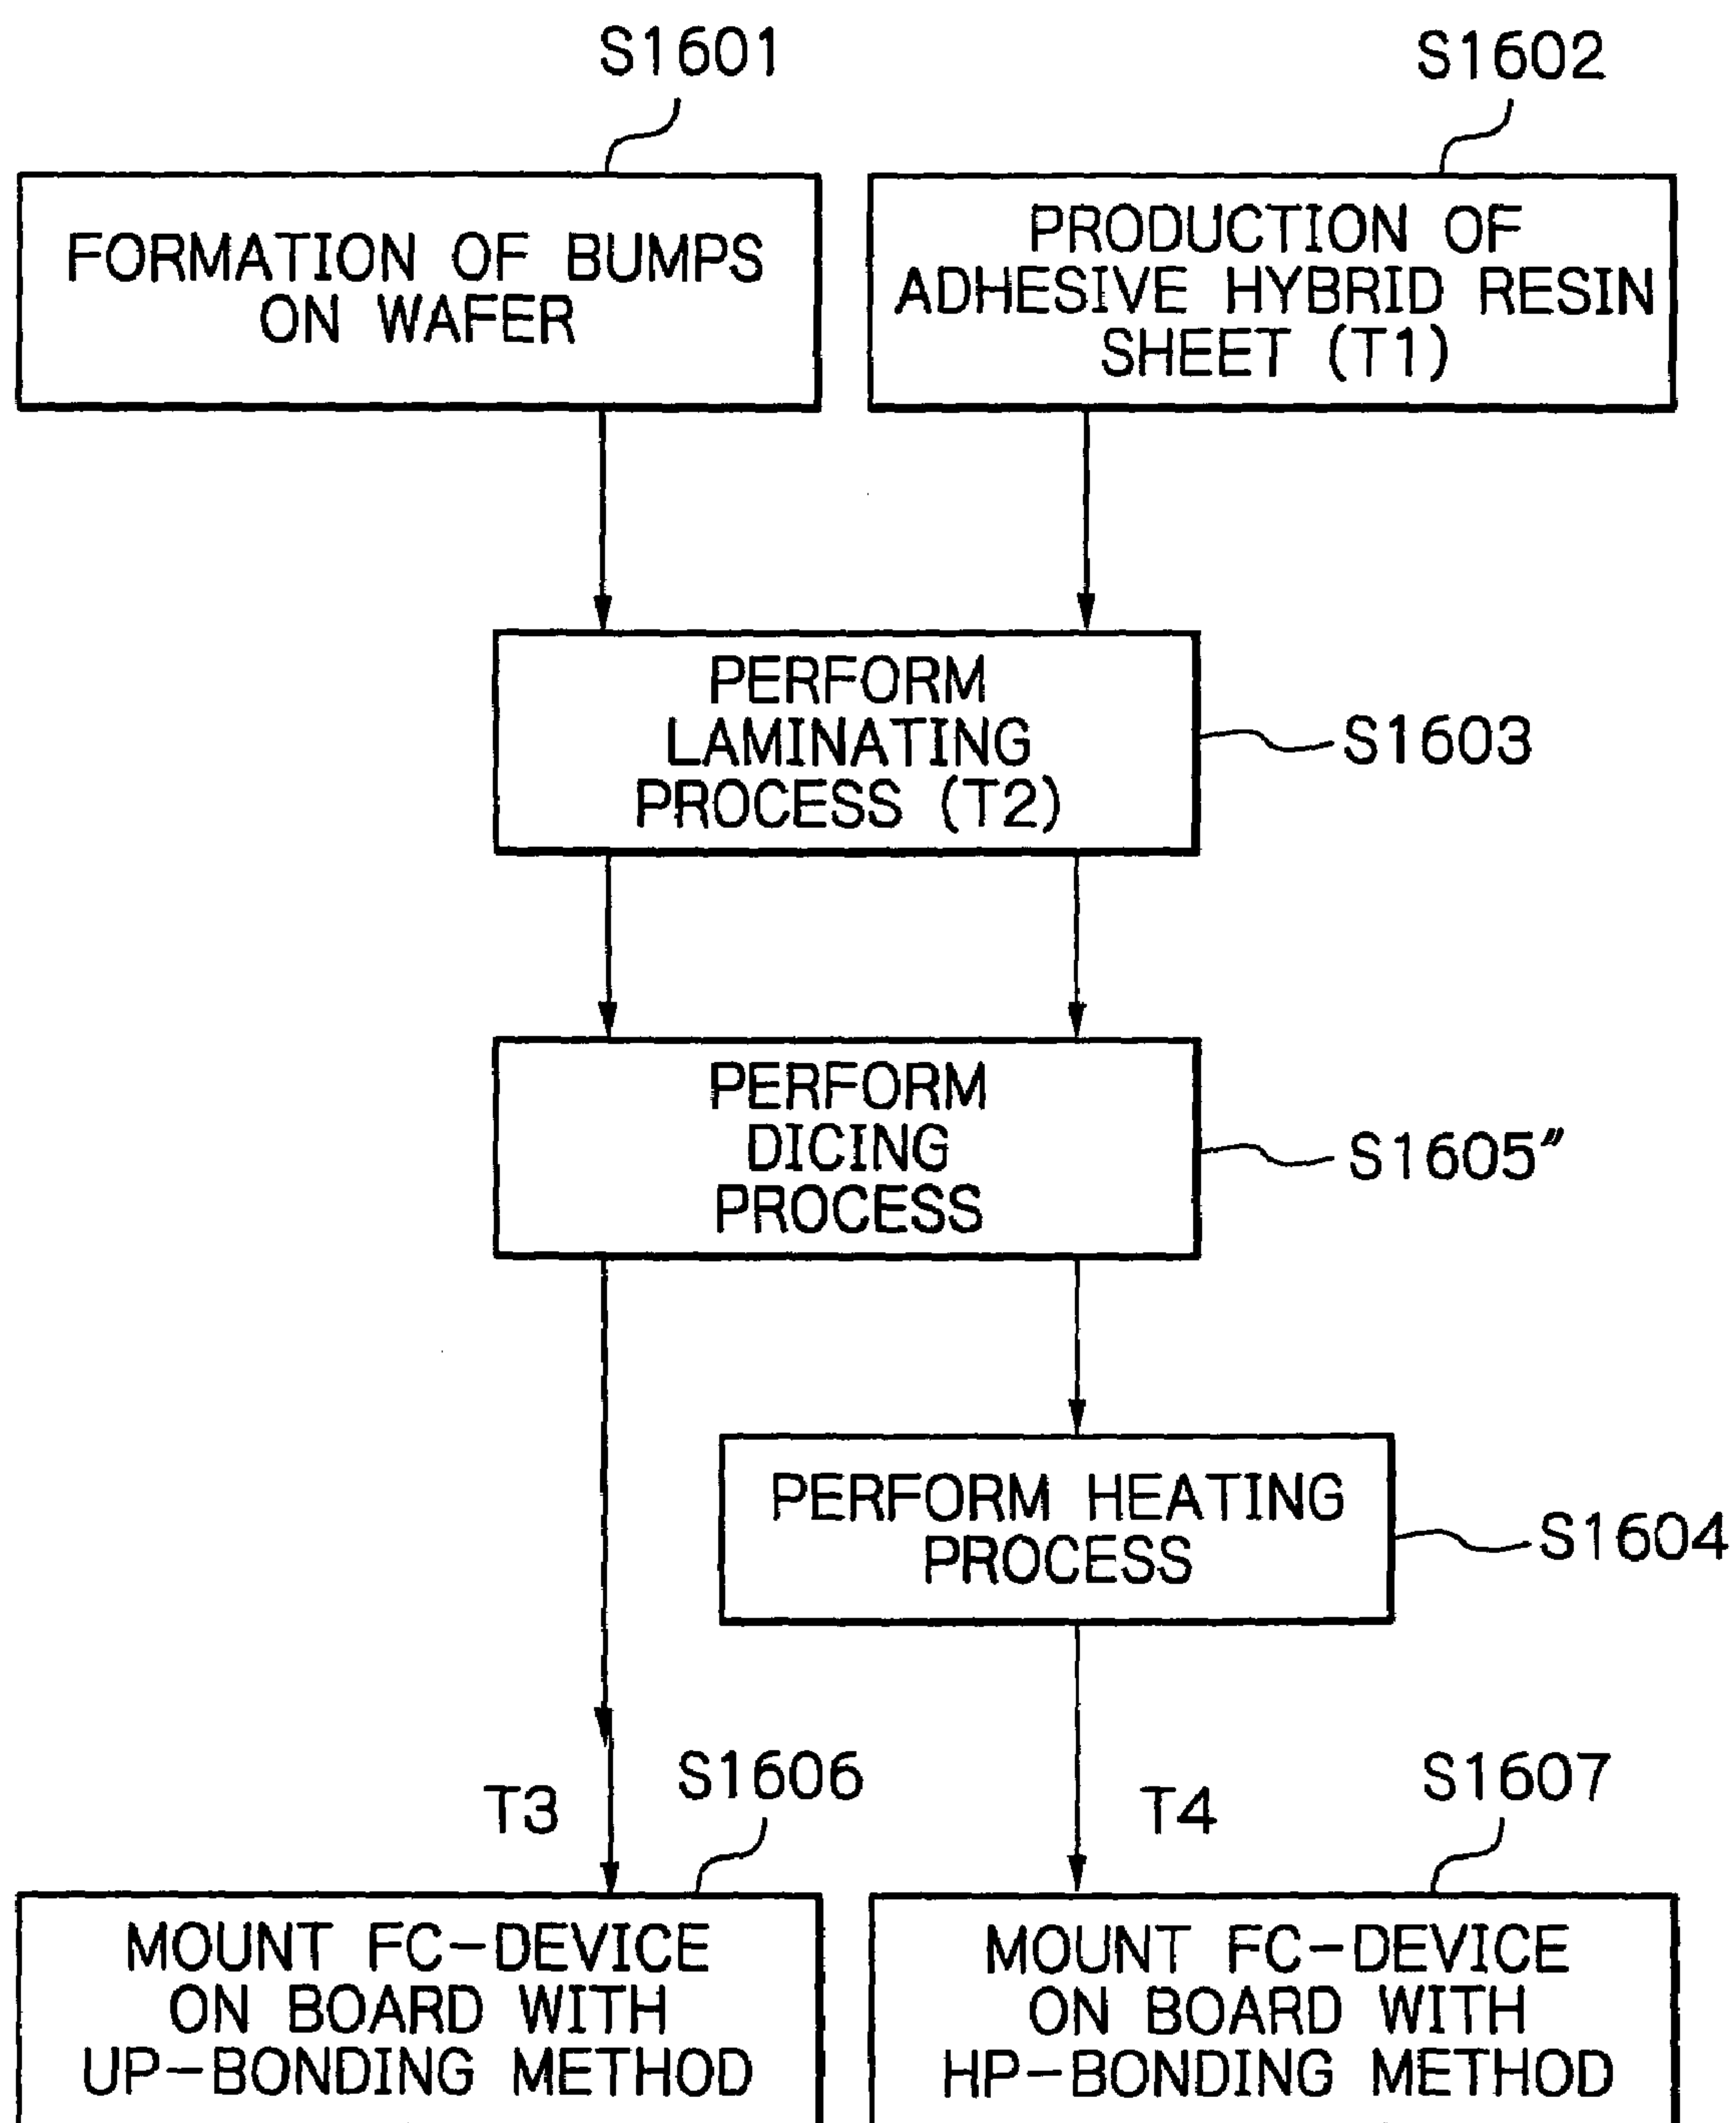 S1601
S1602
FORMATION OF BUMPS
ON WAFER
PRODUCTION OF
ADHESIVE HYBRID RESIN
SHEET (T1)
PERFORM
LAMINATING
PROCESS (T2)
S1603
PERFORM
DICING
PROCESS
S1605"
PERFORM HEATING
PROCESS
S1604
T3
S1606
T4
S1607
MOUNT FC-DEVICE
ON BOARD WITH
UP-BONDING METHOD
MOUNT FC-DEVICE
ON BOARD WITH
HP-BONDING METHOD